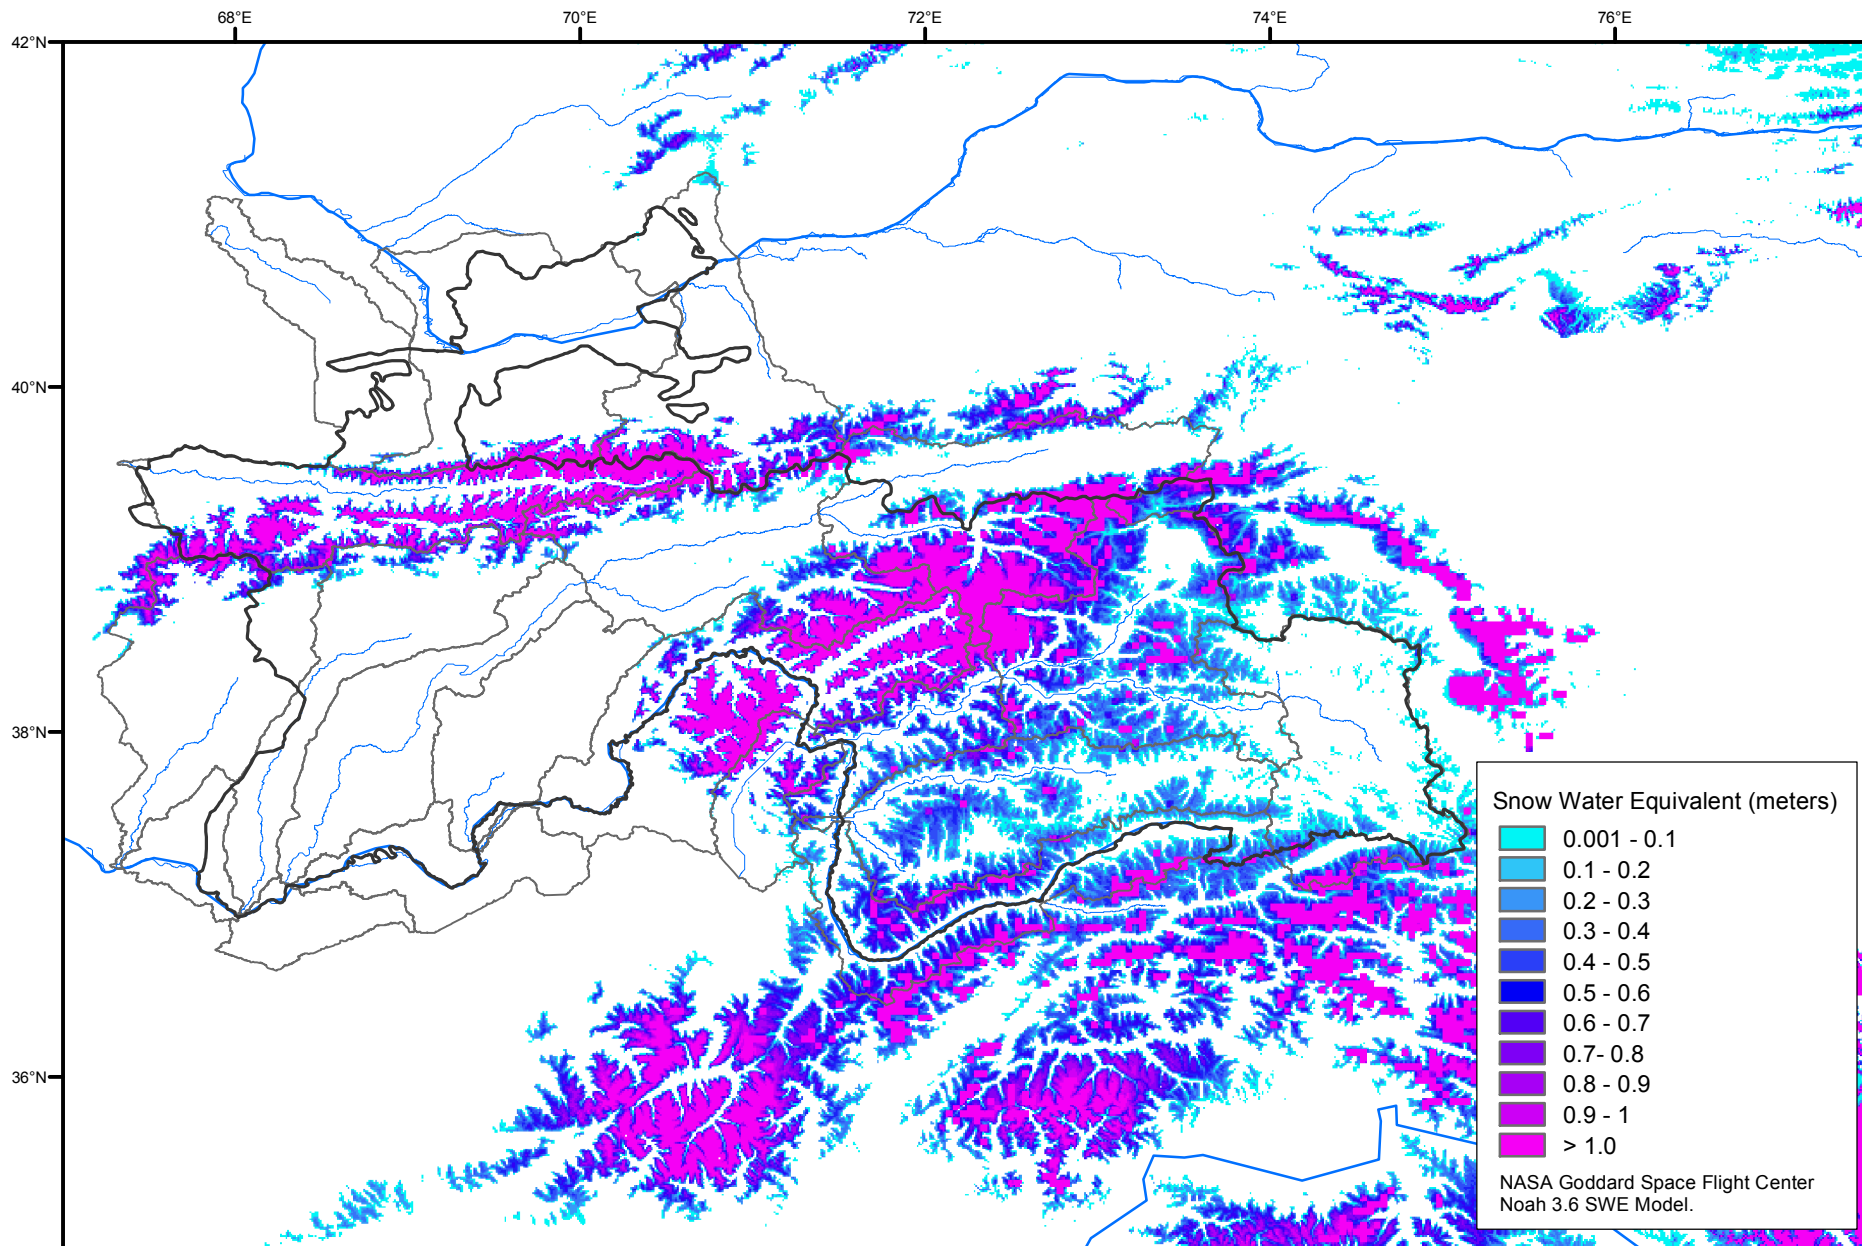 68°E 70°E 72°E 74°E 76°E
42°N
40°N
38°N
36°N
Snow Water Equivalent (meters)
0.001 - 0.1
0.1 - 0.2
0.2 - 0.3
0.3 - 0.4
0.4 - 0.5
0.5 - 0.6
0.6 - 0.7
0.7- 0.8
0.8 - 0.9
0.9 - 1
> 1.0
NASA Goddard Space Flight Center
Noah 3.6 SWE Model.